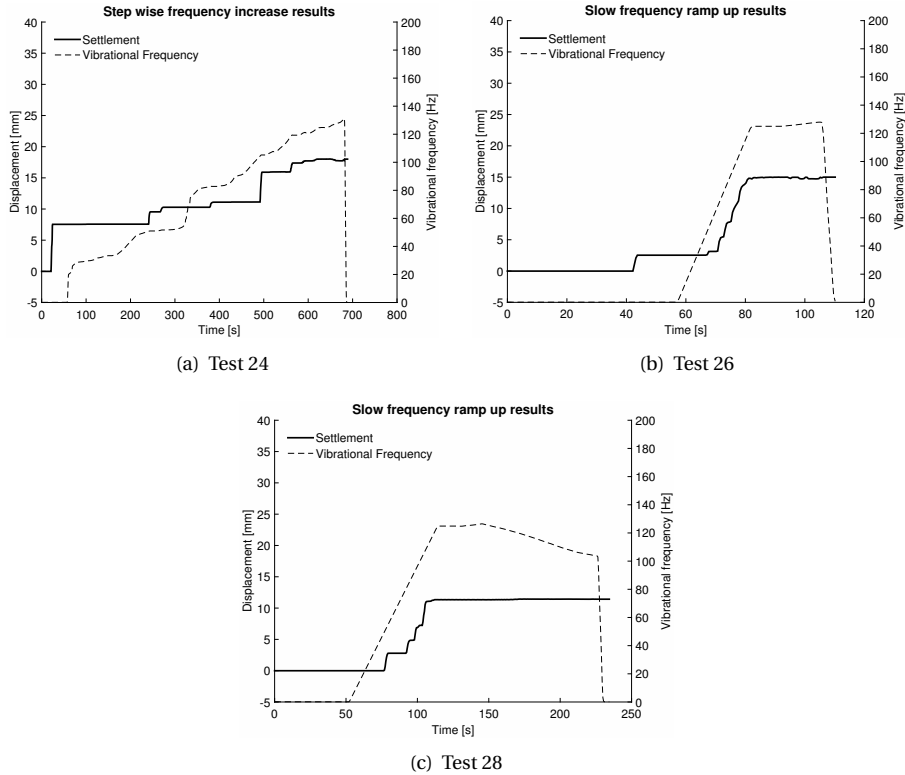 Step wise frequency increase results
Settlement
Vibrational Frequency
Displacement [mm]
40
35
30
25
20
15
10
5
0
-5
Vibrational frequency [Hz]
200
180
160
140
120
100
80
60
40
20
0
0 100 200 300 400 500 600 700 800
Time [s]
(a) Test 24
Slow frequency ramp up results
Settlement
Vibrational Frequency
Displacement [mm]
40
35
30
25
20
15
10
5
0
-5
Vibrational frequency [Hz]
200
180
160
140
120
100
80
60
40
20
0
0 20 40 60 80 100 120
Time [s]
(b) Test 26
Slow frequency ramp up results
Settlement
Vibrational Frequency
Displacement [mm]
40
35
30
25
20
15
10
5
0
-5
Vibrational frequency [Hz]
200
180
160
140
120
100
80
60
40
20
0
0 50 100 150 200 250
Time [s]
(c) Test 28